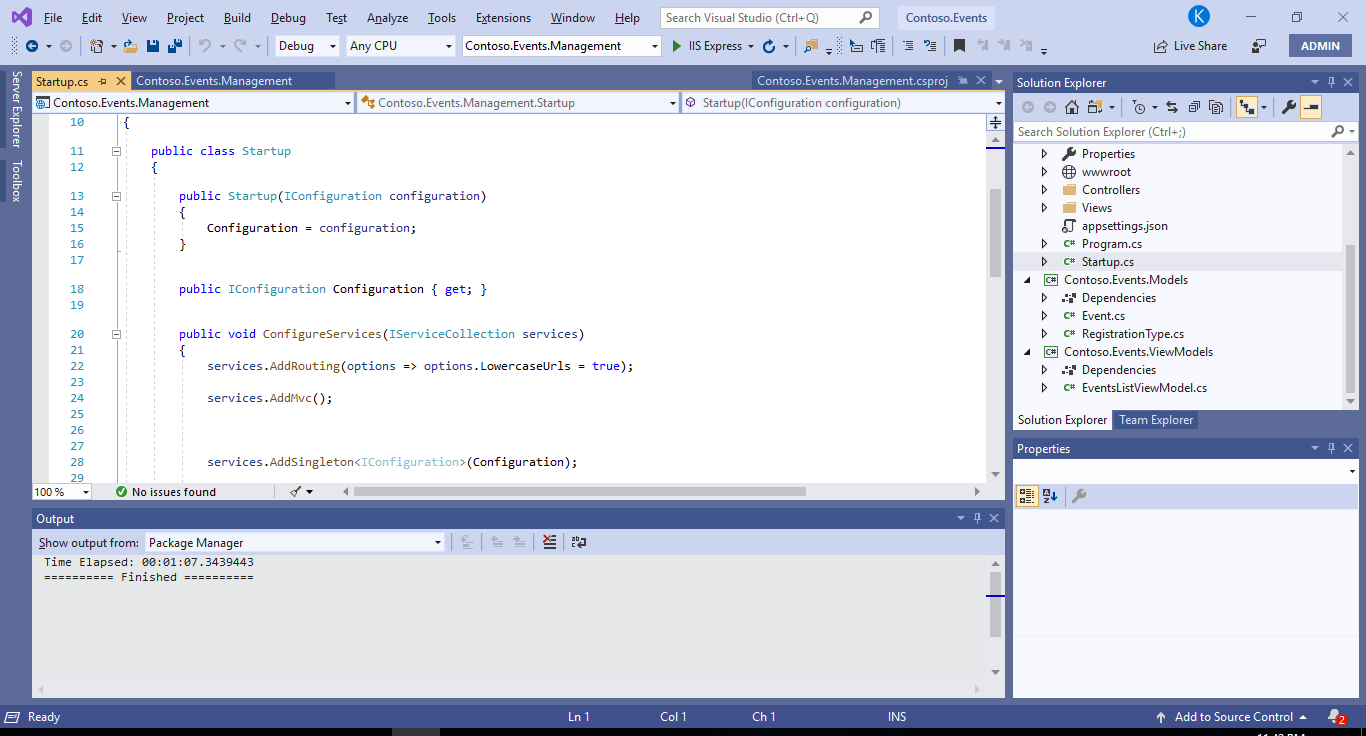 File Edit View Project Build Debug Test Analyze Tools Extensions Window Help Search Visual Studio (Ctrl+Q) Contoso.Events K
Debug Any CPU Contoso.Events.Management IIS Express Live Share ADMIN
Server Explorer
Toolbox
Startup.cs Contoso.Events.Management Contoso.Events.Management.csproj
Contoso.Events.Management Contoso.Events.Management.Startup Startup(IConfiguration configuration)
10 {
11 public class Startup
12 {
13 public Startup(IConfiguration configuration)
14 {
15 Configuration = configuration;
16 }
17
18 public IConfiguration Configuration { get; }
19
20 public void ConfigureServices(IServiceCollection services)
21 {
22 services.AddRouting(options => options.LowercaseUrls = true);
23
24 services.AddMvc();
25
26
27
28 services.AddSingleton<IConfiguration>(Configuration);
29
100 % No issues found
Output
Show output from: Package Manager
Time Elapsed: 00:01:07.3439443
========== Finished ==========
Solution Explorer
Search Solution Explorer (Ctrl+;)
Properties
wwwroot
Controllers
Views
appsettings.json
C# Program.cs
C# Startup.cs
C# Contoso.Events.Models
Dependencies
C# Event.cs
C# RegistrationType.cs
C# Contoso.Events.ViewModels
Dependencies
C# EventsListViewModel.cs
Solution Explorer Team Explorer
Properties
Ready Ln 1 Col 1 Ch 1 INS Add to Source Control 2